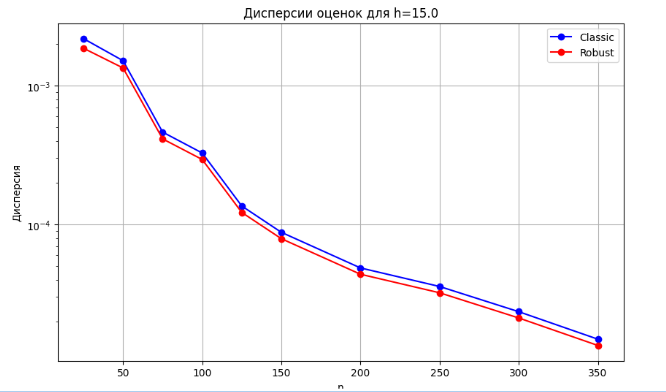 Дисперсии оценок для h=15.0
Classic
Robust
10⁻³
10⁻⁴
Дисперсия
50 100 150 200 250 300 350
n